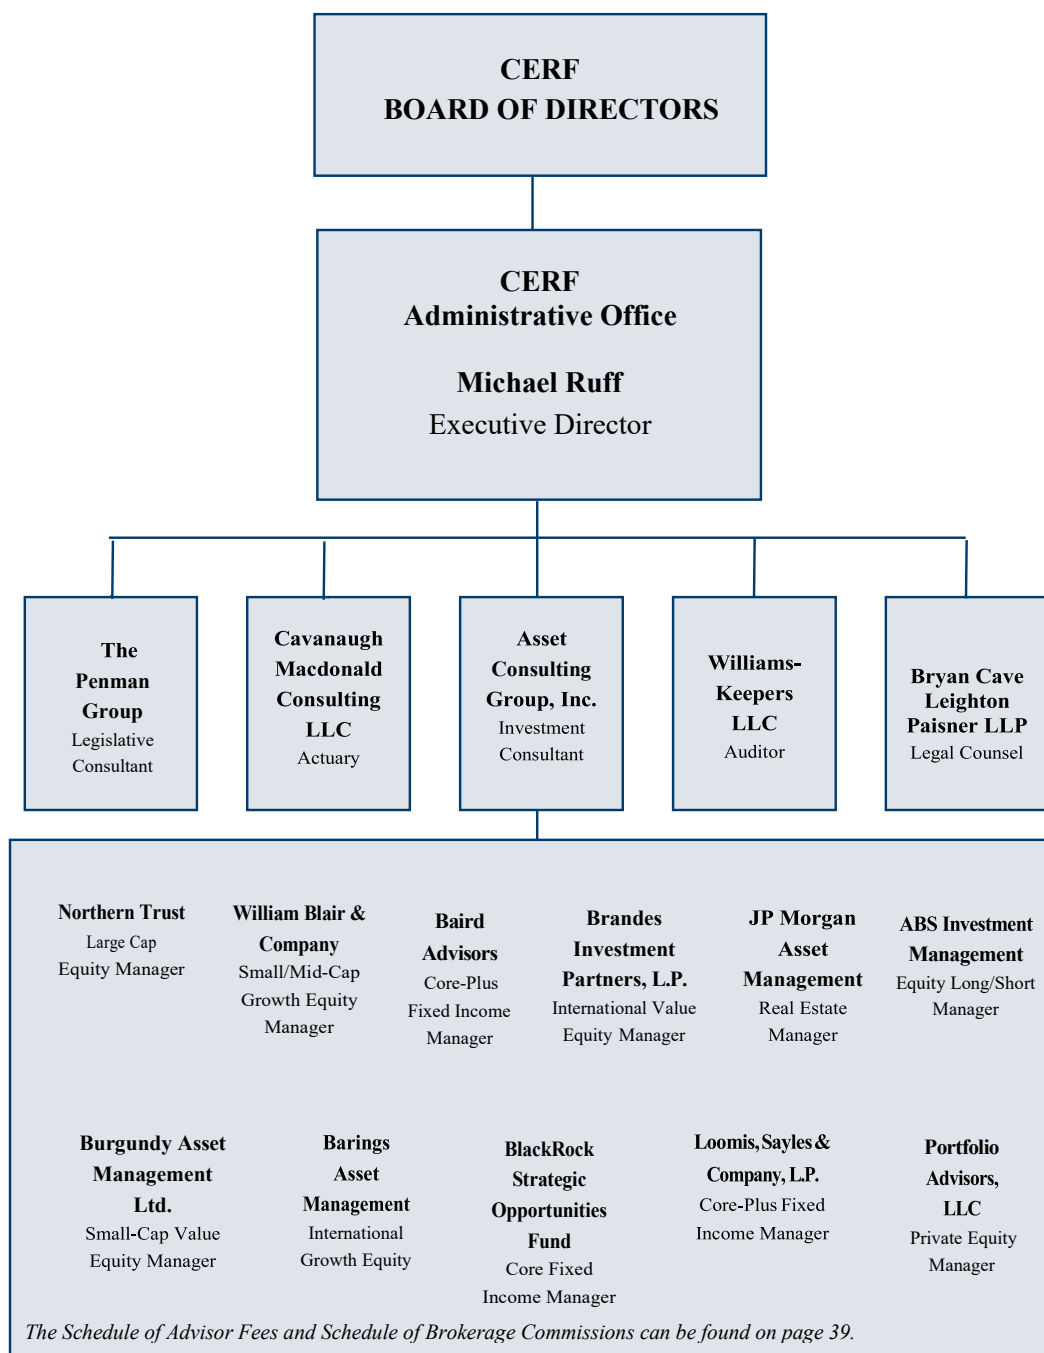 CERF
BOARD OF DIRECTORS
CERF
Administrative Office
Michael Ruff
Executive Director
The
Penman
Group
Legislative
Consultant
Cavanaugh
Macdonald
Consulting
LLC
Actuary
Asset
Consulting
Group, Inc.
Investment
Consultant
Williams-
Keepers
LLC
Auditor
Bryan Cave
Leighton
Paisner LLP
Legal Counsel
Northern Trust
Large Cap
Equity Manager
William Blair &
Company
Small/Mid-Cap
Growth Equity
Manager
Baird
Advisors
Core-Plus
Fixed Income
Manager
Brandes
Investment
Partners, L.P.
International Value
Equity Manager
JP Morgan
Asset
Management
Real Estate
Manager
ABS Investment
Management
Equity Long/Short
Manager
Burgundy Asset
Management
Ltd.
Small-Cap Value
Equity Manager
Barings
Asset
Management
International
Growth Equity
BlackRock
Strategic
Opportunities
Fund
Core Fixed
Income Manager
Loomis, Sayles &
Company, L.P.
Core-Plus Fixed
Income Manager
Portfolio
Advisors,
LLC
Private Equity
Manager
The Schedule of Advisor Fees and Schedule of Brokerage Commissions can be found on page 39.